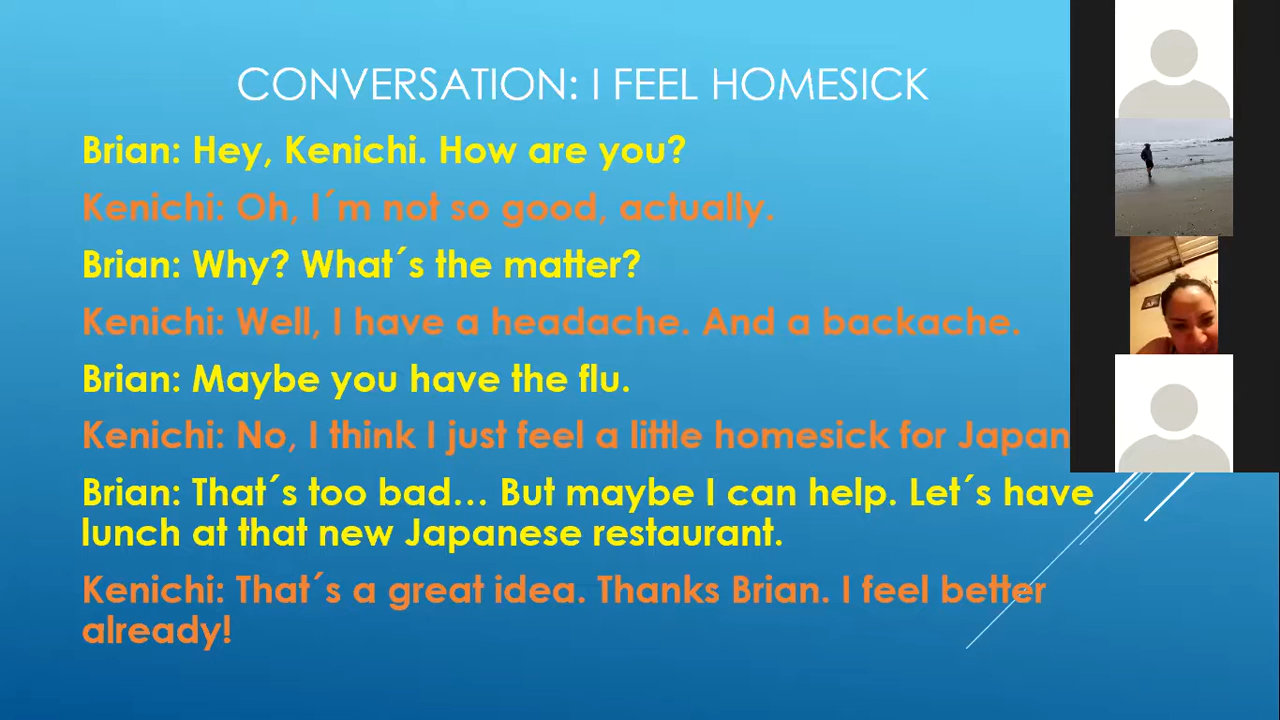 CONVERSATION: I FEEL HOMESICK
Brian: Hey, Kenichi. How are you?
Kenichi: Oh, I´m not so good, actually.
Brian: Why? What´s the matter?
Kenichi: Well, I have a headache. And a backache.
Brian: Maybe you have the flu.
Kenichi: No, I think I just feel a little homesick for Japan
Brian: That´s too bad… But maybe I can help. Let´s have
lunch at that new Japanese restaurant.
Kenichi: That´s a great idea. Thanks Brian. I feel better
already!